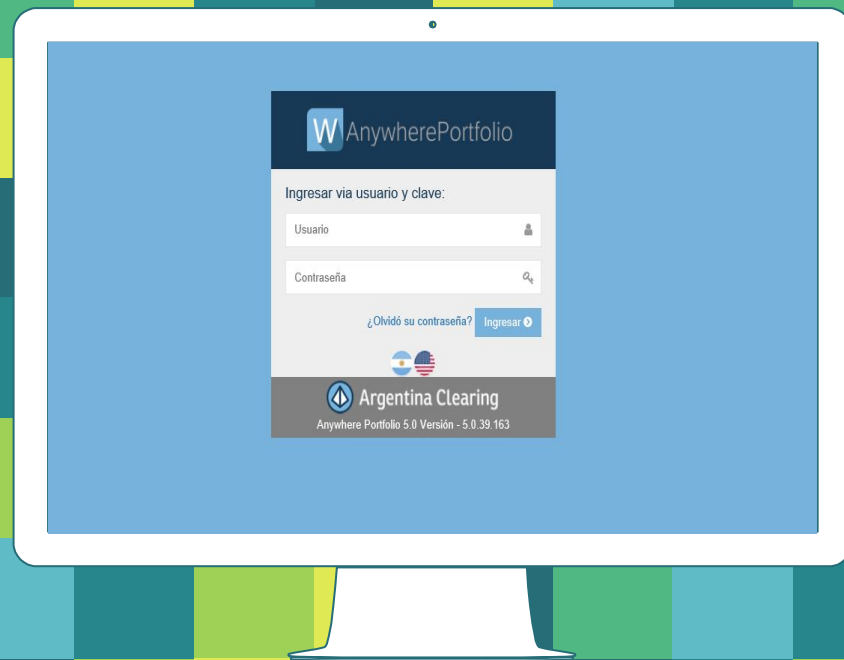 W AnywherePortfolio
Ingresar via usuario y clave:
Usuario
Contraseña
¿Olvidó su contraseña? Ingresar
Argentina Clearing
Anywhere Portfolio 5.0 Versión - 5.0.39.163